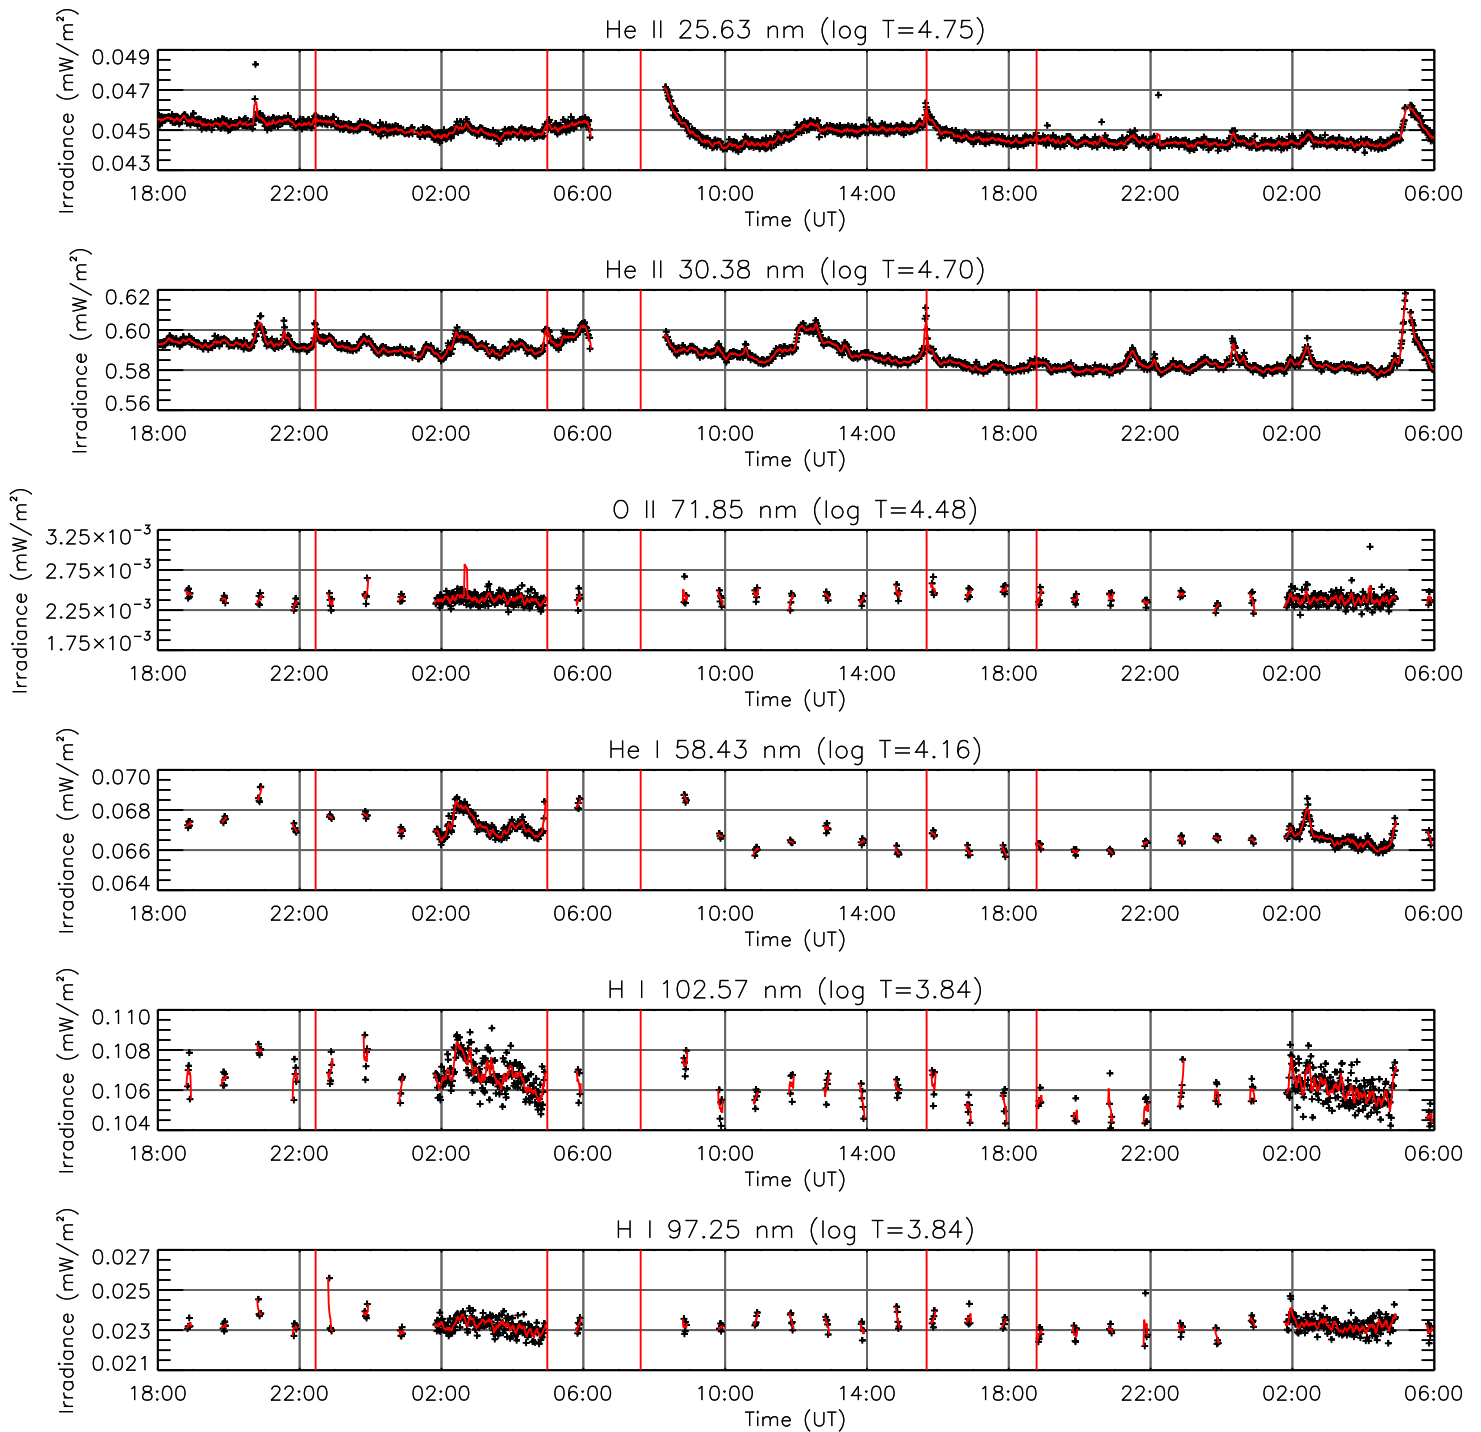 He II 25.63 nm (log T=4.75)
Irradiance (mW/m²)
0.049
0.047
0.045
0.043
18:00 22:00 02:00 06:00 10:00 14:00 18:00 22:00 02:00 06:00
Time (UT)
He II 30.38 nm (log T=4.70)
Irradiance (mW/m²)
0.62
0.60
0.58
0.56
18:00 22:00 02:00 06:00 10:00 14:00 18:00 22:00 02:00 06:00
Time (UT)
O II 71.85 nm (log T=4.48)
Irradiance (mW/m²)
3.25×10⁻³
2.75×10⁻³
2.25×10⁻³
1.75×10⁻³
18:00 22:00 02:00 06:00 10:00 14:00 18:00 22:00 02:00 06:00
Time (UT)
He I 58.43 nm (log T=4.16)
Irradiance (mW/m²)
0.070
0.068
0.066
0.064
18:00 22:00 02:00 06:00 10:00 14:00 18:00 22:00 02:00 06:00
Time (UT)
H I 102.57 nm (log T=3.84)
Irradiance (mW/m²)
0.110
0.108
0.106
0.104
18:00 22:00 02:00 06:00 10:00 14:00 18:00 22:00 02:00 06:00
Time (UT)
H I 97.25 nm (log T=3.84)
Irradiance (mW/m²)
0.027
0.025
0.023
0.021
18:00 22:00 02:00 06:00 10:00 14:00 18:00 22:00 02:00 06:00
Time (UT)